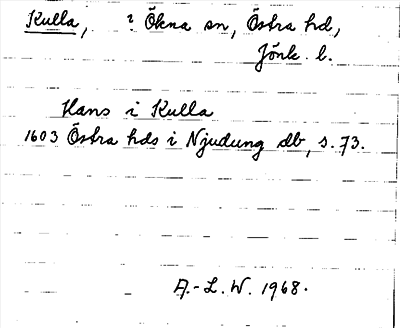 Kulla, i Ökna sn, Östra hd,
Jönk. l.
Hans i Kulla
1603 Östra hds i Njudung db, s. 73.
A.-L. W. 1968.